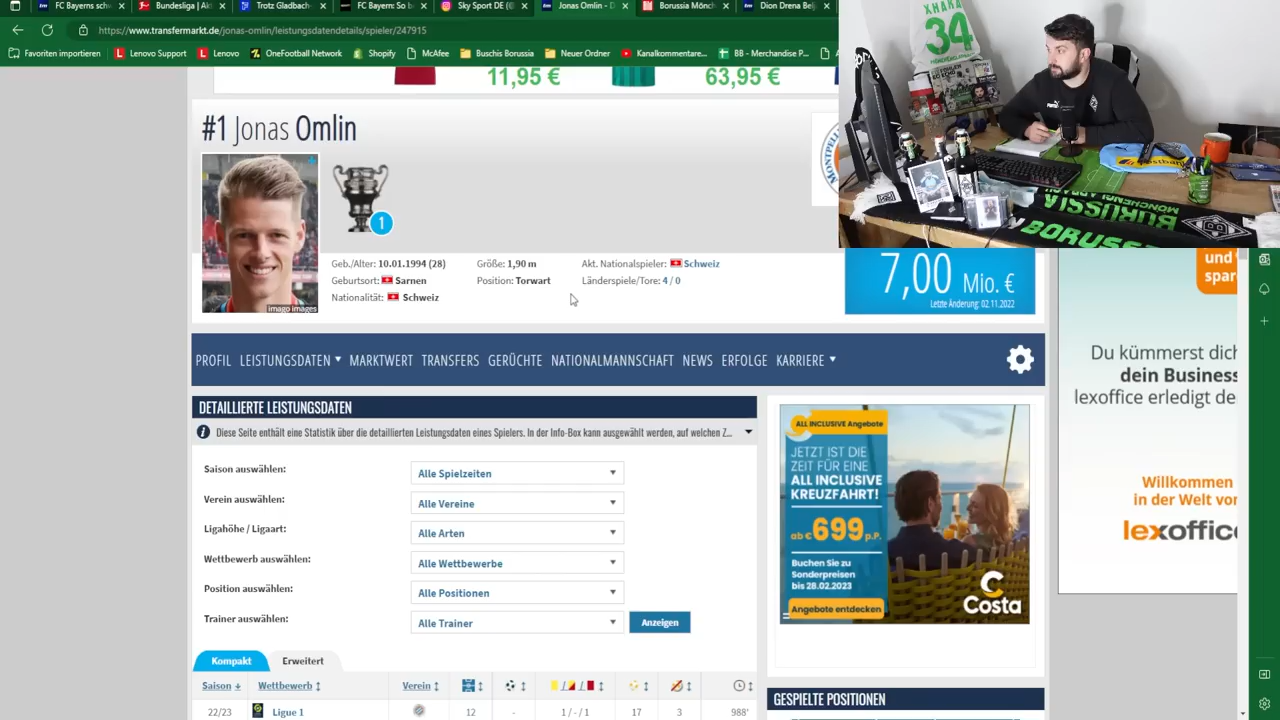 FC Bayerns schw
Bundesliga | Ak
Trotz Gladbach
FC Bayern: So b
Sky Sport DE (@
Jonas Omlin - D
Borussia Mönch
Dion Drena Belj
https://www.transfermarkt.de/jonas-omlin/leistungsdatendetails/spieler/247915
Favoriten importieren
Lenovo Support
Lenovo
OneFootball Network
Shopify
McAfee
Buschis Borussia
Neuer Ordner
Kanalkommentare...
BB - Merchandise P...
11,95 €
63,95 €
XHAKA
34
#1 Jonas Omlin
MONTPELLI
1
BORUSSIA
MÖNCHENGLADBACH
BORUSS
Geb./Alter: 10.01.1994 (28)
Geburtsort: Sarnen
Nationalität: Schweiz
Größe: 1,90 m
Position: Torwart
Akt. Nationalspieler: Schweiz
Länderspiele/Tore: 4 / 0
imago images
7,00 Mio. €
Letzte Änderung: 02.11.2022
und
spar
PROFIL LEISTUNGSDATEN MARKTWERT TRANSFERS GERÜCHTE NATIONALMANNSCHAFT NEWS ERFOLGE KARRIERE
Du kümmerst dich
dein Business
lexoffice erledigt de
Willkommen
in der Welt vor
lexoffice
DETAILLIERTE LEISTUNGSDATEN
Diese Seite enthält eine Statistik über die detaillierten Leistungsdaten eines Spielers. In der Info-Box kann ausgewählt werden, auf welchen Z...
Saison auswählen: Alle Spielzeiten
Verein auswählen: Alle Vereine
Ligahöhe / Ligaart: Alle Arten
Wettbewerb auswählen: Alle Wettbewerbe
Position auswählen: Alle Positionen
Trainer auswählen: Alle Trainer Anzeigen
ALL INCLUSIVE Angebote
JETZT IST DIE
ZEIT FÜR EINE
ALL INCLUSIVE
KREUZFAHRT!
ab €699 p.P.
Buchen Sie zu
Sonderpreisen
bis 28.02.2023
Angebote entdecken
Costa
Kompakt Erweitert
Saison Wettbewerb Verein
22/23 Ligue 1 12 - 1 / - / 1 17 3 988'
GESPIELTE POSITIONEN